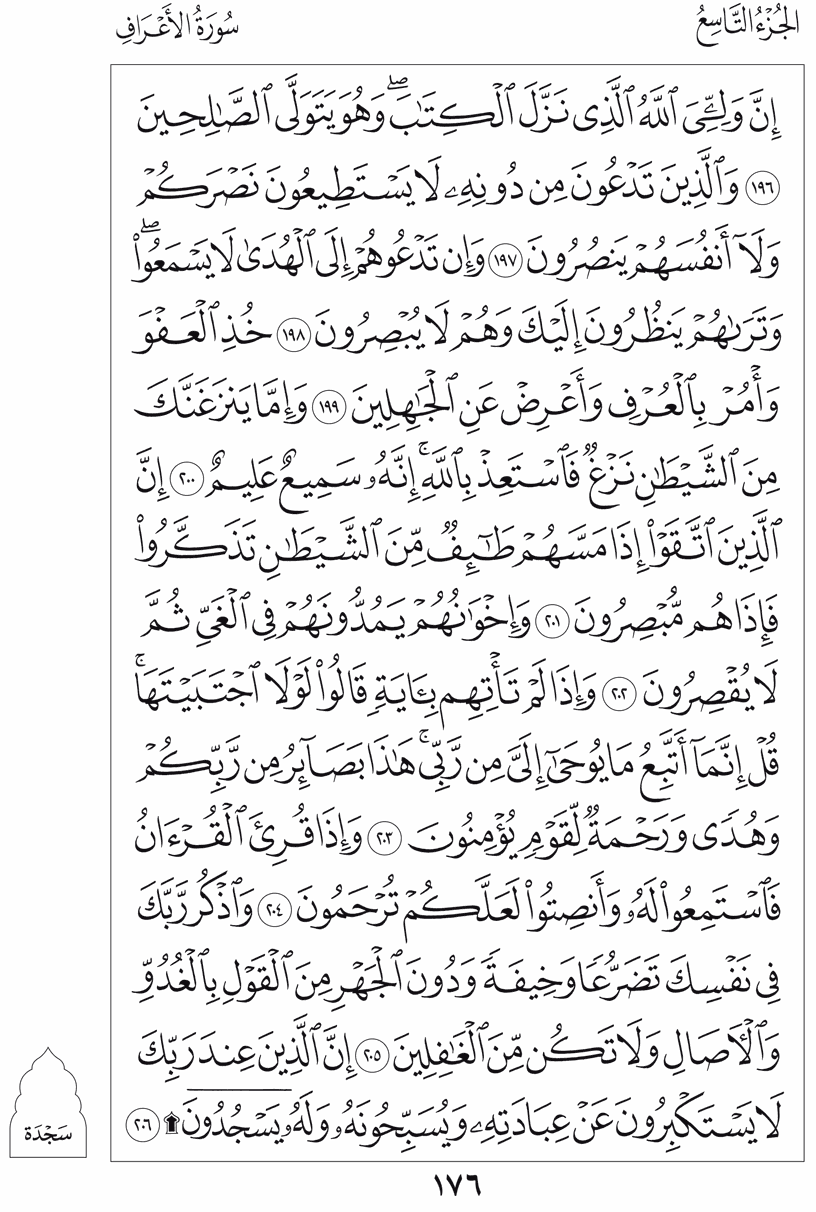 الجُزْءُ التَّاسِعُ
سُورَةُ الأَعْرَافِ
إِنَّ وَلِـِّۧيَ ٱللَّهُ ٱلَّذِى نَزَّلَ ٱلْكِتَـٰبَ ۖ وَهُوَ يَتَوَلَّى ٱلصَّـٰلِحِينَ
١٩٦ وَٱلَّذِينَ تَدْعُونَ مِن دُونِهِۦ لَا يَسْتَطِيعُونَ نَصْرَكُمْ
وَلَآ أَنفُسَهُمْ يَنصُرُونَ ١٩٧ وَإِن تَدْعُوهُمْ إِلَى ٱلْهُدَىٰ لَا يَسْمَعُوا۟ ۖ
وَتَرَىٰهُمْ يَنظُرُونَ إِلَيْكَ وَهُمْ لَا يُبْصِرُونَ ١٩٨ خُذِ ٱلْعَفْوَ
وَأْمُرْ بِٱلْعُرْفِ وَأَعْرِضْ عَنِ ٱلْجَـٰهِلِينَ ١٩٩ وَإِمَّا يَنزَغَنَّكَ
مِنَ ٱلشَّيْطَـٰنِ نَزْغٌ فَٱسْتَعِذْ بِٱللَّهِ ۚ إِنَّهُۥ سَمِيعٌ عَلِيمٌ ٢٠٠ إِنَّ
ٱلَّذِينَ ٱتَّقَوْا۟ إِذَا مَسَّهُمْ طَـٰٓئِفٌ مِّنَ ٱلشَّيْطَـٰنِ تَذَكَّرُوا۟
فَإِذَا هُم مُّبْصِرُونَ ٢٠١ وَإِخْوَٰنُهُمْ يَمُدُّونَهُمْ فِى ٱلْغَىِّ ثُمَّ
لَا يُقْصِرُونَ ٢٠٢ وَإِذَا لَمْ تَأْتِهِم بِـَٔايَةٍ قَالُوا۟ لَوْلَا ٱجْتَبَيْتَهَا ۚ
قُلْ إِنَّمَآ أَتَّبِعُ مَا يُوحَىٰٓ إِلَىَّ مِن رَّبِّى ۚ هَـٰذَا بَصَآئِرُ مِن رَّبِّكُمْ
وَهُدًى وَرَحْمَةٌ لِّقَوْمٍ يُؤْمِنُونَ ٢٠٣ وَإِذَا قُرِئَ ٱلْقُرْءَانُ
فَٱسْتَمِعُوا۟ لَهُۥ وَأَنصِتُوا۟ لَعَلَّكُمْ تُرْحَمُونَ ٢٠٤ وَٱذْكُر رَّبَّكَ
فِى نَفْسِكَ تَضَرُّعًا وَخِيفَةً وَدُونَ ٱلْجَهْرِ مِنَ ٱلْقَوْلِ بِٱلْغُدُوِّ
وَٱلْـَٔاصَالِ وَلَا تَكُن مِّنَ ٱلْغَـٰفِلِينَ ٢٠٥ إِنَّ ٱلَّذِينَ عِندَ رَبِّكَ
لَا يَسْتَكْبِرُونَ عَنْ عِبَادَتِهِۦ وَيُسَبِّحُونَهُۥ وَلَهُۥ يَسْجُدُونَ ۩ ٢٠٦
سَجْدَة
١٧٦